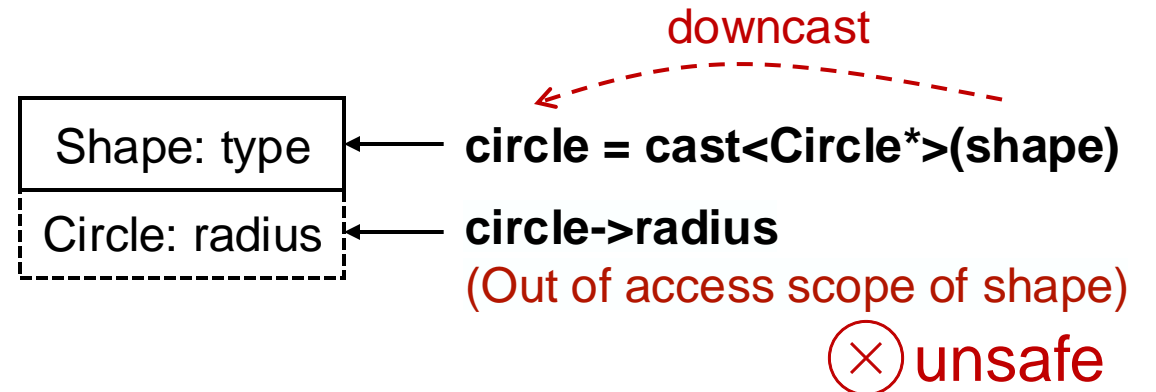 downcast
Shape: type
circle = cast<Circle*>(shape)
Circle: radius
circle->radius
(Out of access scope of shape)
unsafe